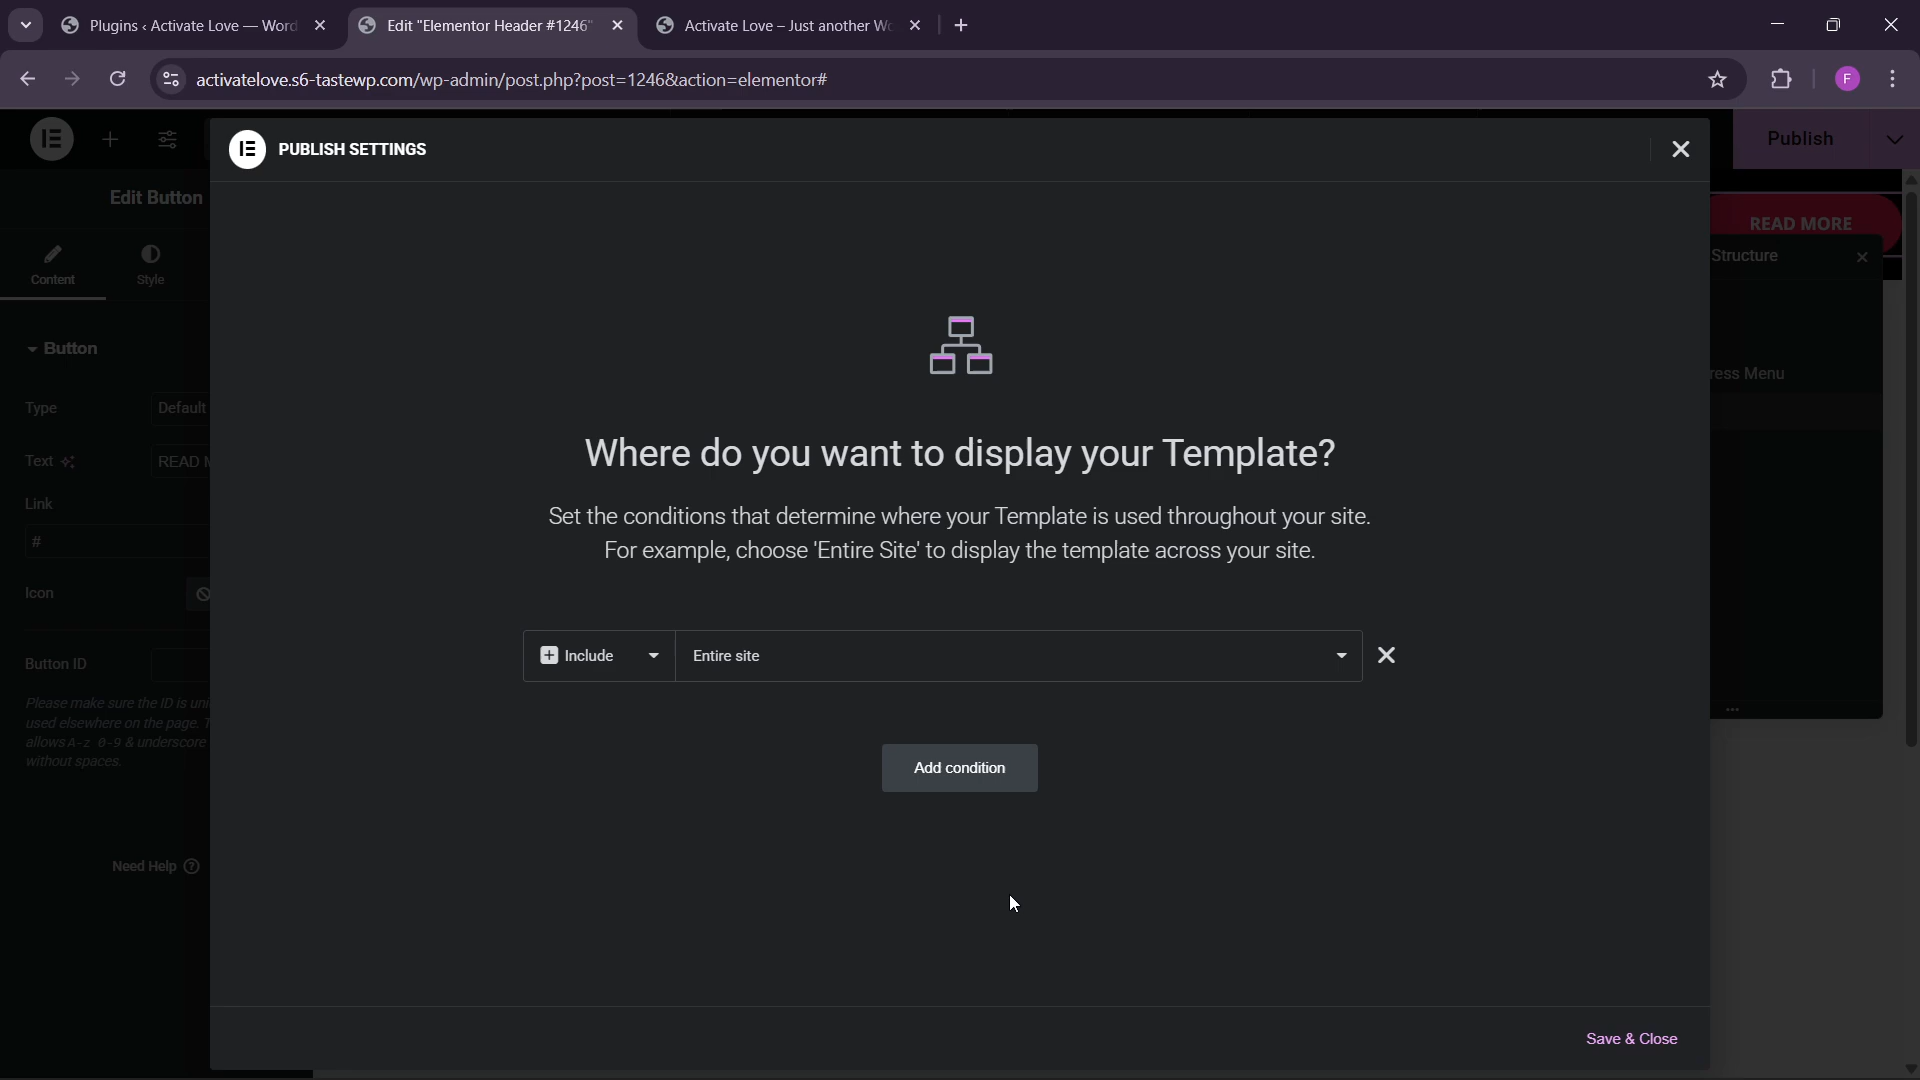 Plugins ‹ Activate Love — Word
Edit "Elementor Header #1246"
Activate Love – Just another Wo
activatelove.s6-tastewp.com/wp-admin/post.php?post=1246&action=elementor#
F
PUBLISH SETTINGS
Publish
Edit Button
READ MORE
Structure
Content
Style
Button
ress Menu
Type
Default
Where do you want to display your Template?
Text
READ M
Link
Set the conditions that determine where your Template is used throughout your site.
#
For example, choose 'Entire Site' to display the template across your site.
Icon
Include
Entire site
Button ID
Please make sure the ID is uni
used elsewhere on the page. T
allows A-z 0-9 & underscore
without spaces.
Add condition
Need Help
Save & Close